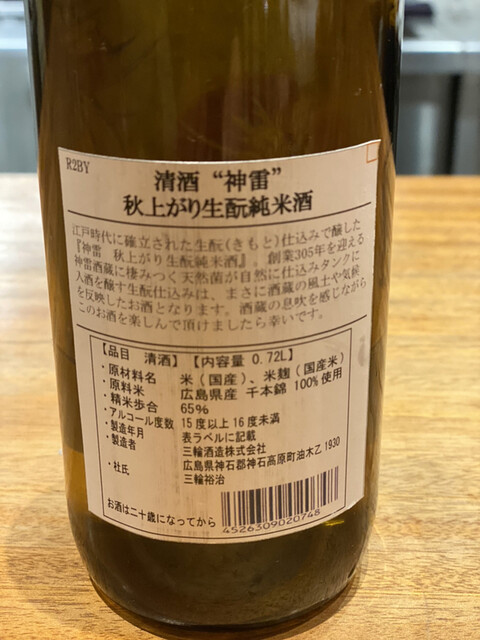 R2BY
清酒 “神雷”
秋上がり生酛純米酒
江戸時代に確立された生酛(きもと)仕込みで醸した
『神雷 秋上がり生酛純米酒』。創業305年を迎える
神雷酒蔵に棲みつく天然菌が自然に仕込みタンクに
入酒を醸す生酛仕込みは、まさに酒蔵の風土や気候
を反映したお酒となります。酒蔵の息吹を感じながら
このお酒を楽しんで頂けましたら幸いです。
【品目 清酒】【内容量 0.72L】
・原材料名 米（国産）、米麹（国産米）
・原料米 広島県産 千本錦 100%使用
・精米歩合 65%
・アルコール度数 15度以上16度未満
・製造年月 表ラベルに記載
・製造者 三輪酒造株式会社
広島県神石郡神石高原町油木乙1930
・杜氏 三輪裕治
お酒は二十歳になってから
4526309020748